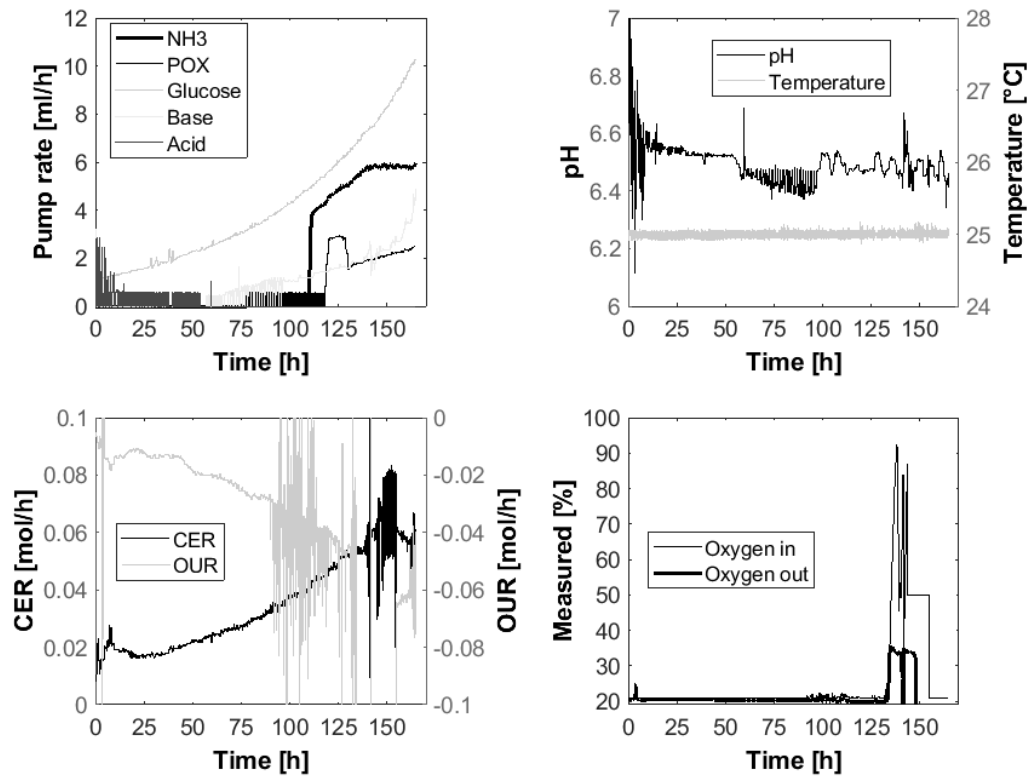 12
10
8
6
4
2
0
Pump rate [ml/h]
NH3
POX
Glucose
Base
Acid
0 25 50 75 100 125 150
Time [h]
7
6.8
6.6
6.4
6.2
6
pH
pH
Temperature
28
27
26
25
24
Temperature [°C]
0 25 50 75 100 125 150
Time [h]
0.1
0.08
0.06
0.04
0.02
0
CER [mol/h]
CER
OUR
0
-0.02
-0.04
-0.06
-0.08
-0.1
OUR [mol/h]
0 25 50 75 100 125 150
Time [h]
100
90
80
70
60
50
40
30
20
Measured [%]
Oxygen in
Oxygen out
0 25 50 75 100 125 150
Time [h]